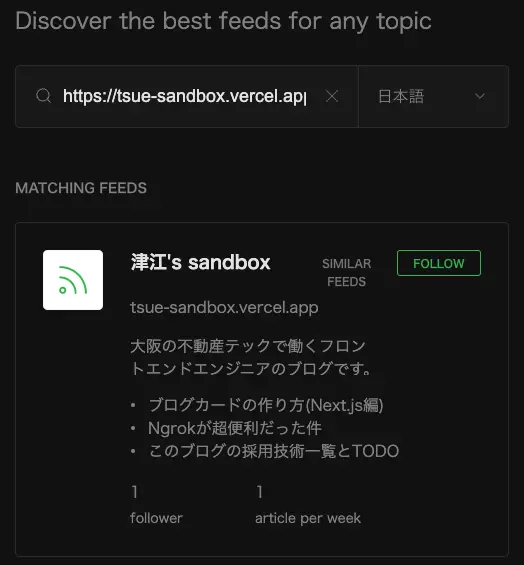 Discover the best feeds for any topic
https://tsue-sandbox.vercel.app
日本語
MATCHING FEEDS
津江's sandbox
SIMILAR
FEEDS
FOLLOW
tsue-sandbox.vercel.app
大阪の不動産テックで働くフロン
トエンドエンジニアのブログです。
• ブログカードの作り方(Next.js編)
• Ngrokが超便利だった件
• このブログの採用技術一覧とTODO
1
1
follower
article per week